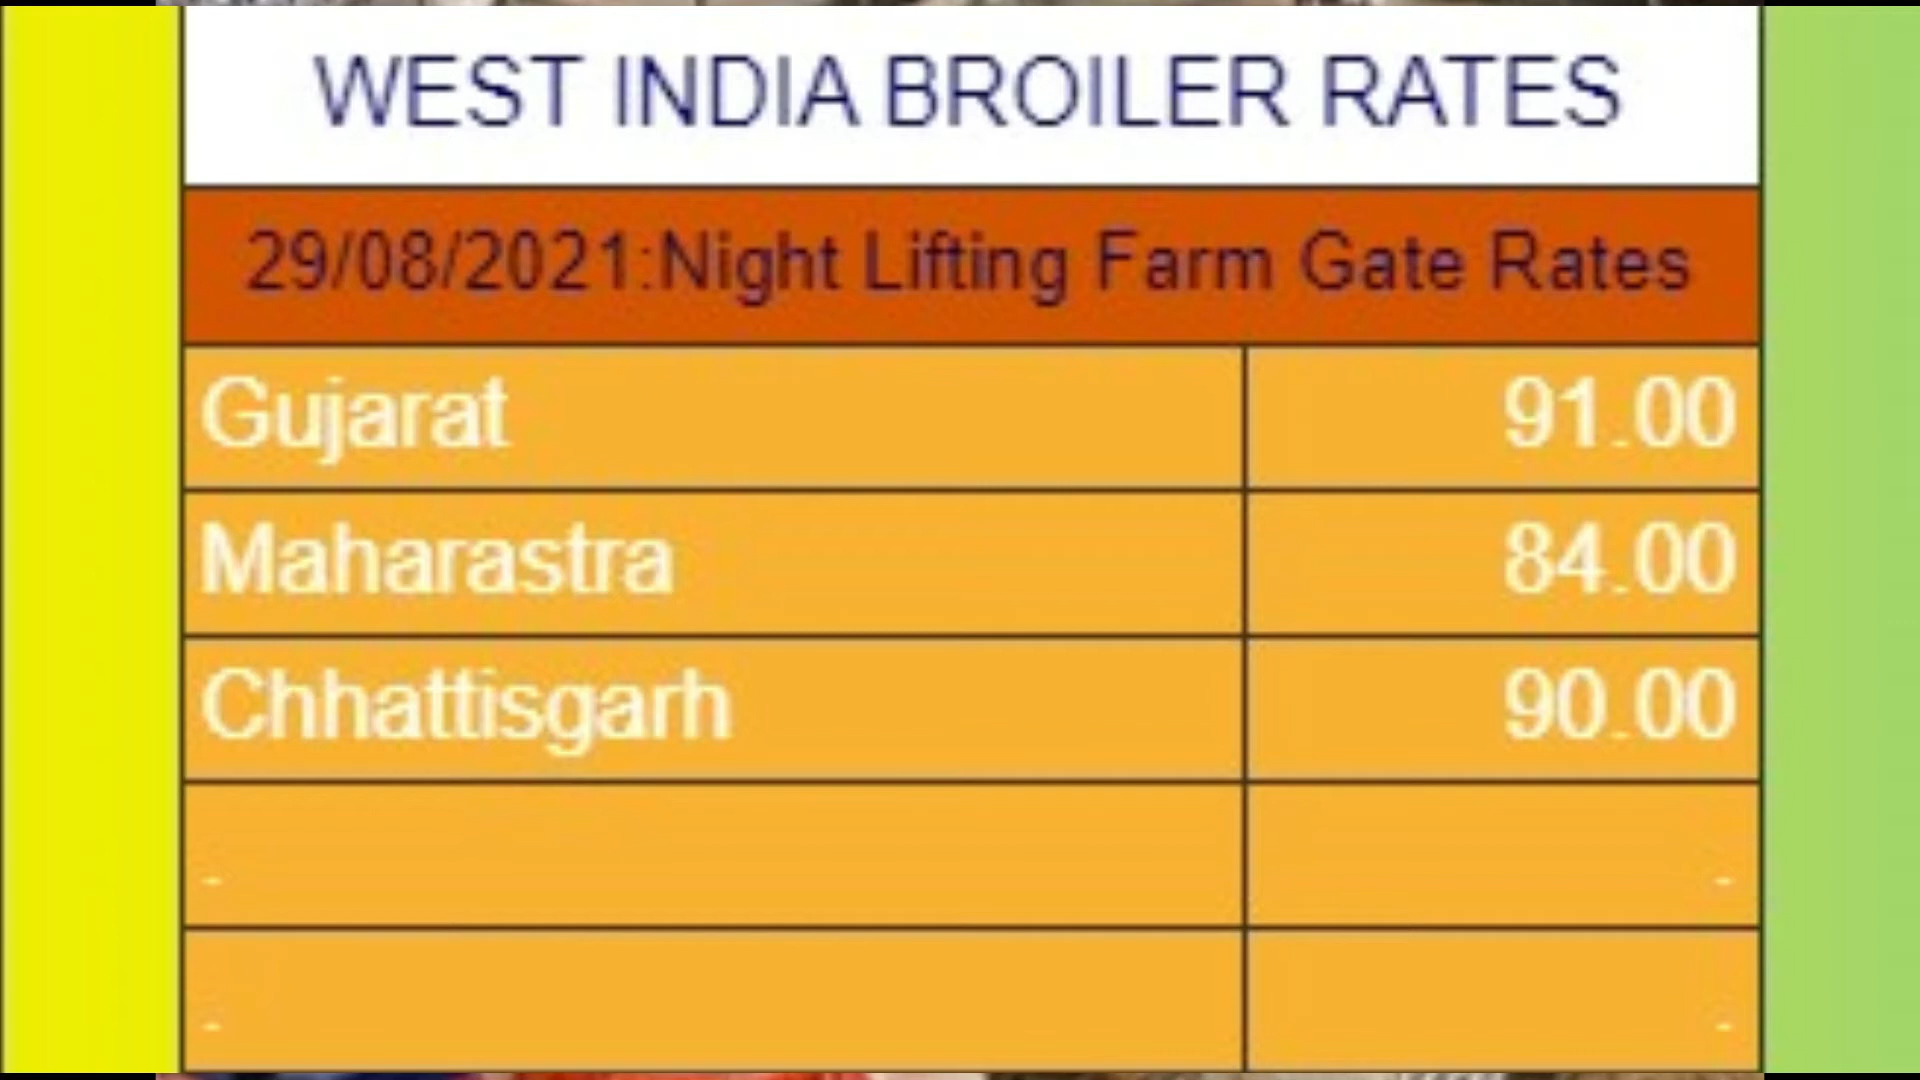 WEST INDIA BROILER RATES
29/08/2021:Night Lifting Farm Gate Rates
Gujarat 91.00
Maharastra 84.00
Chhattisgarh 90.00
- -
- -